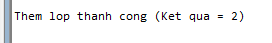 Them lop thanh cong (Ket qua = 2)